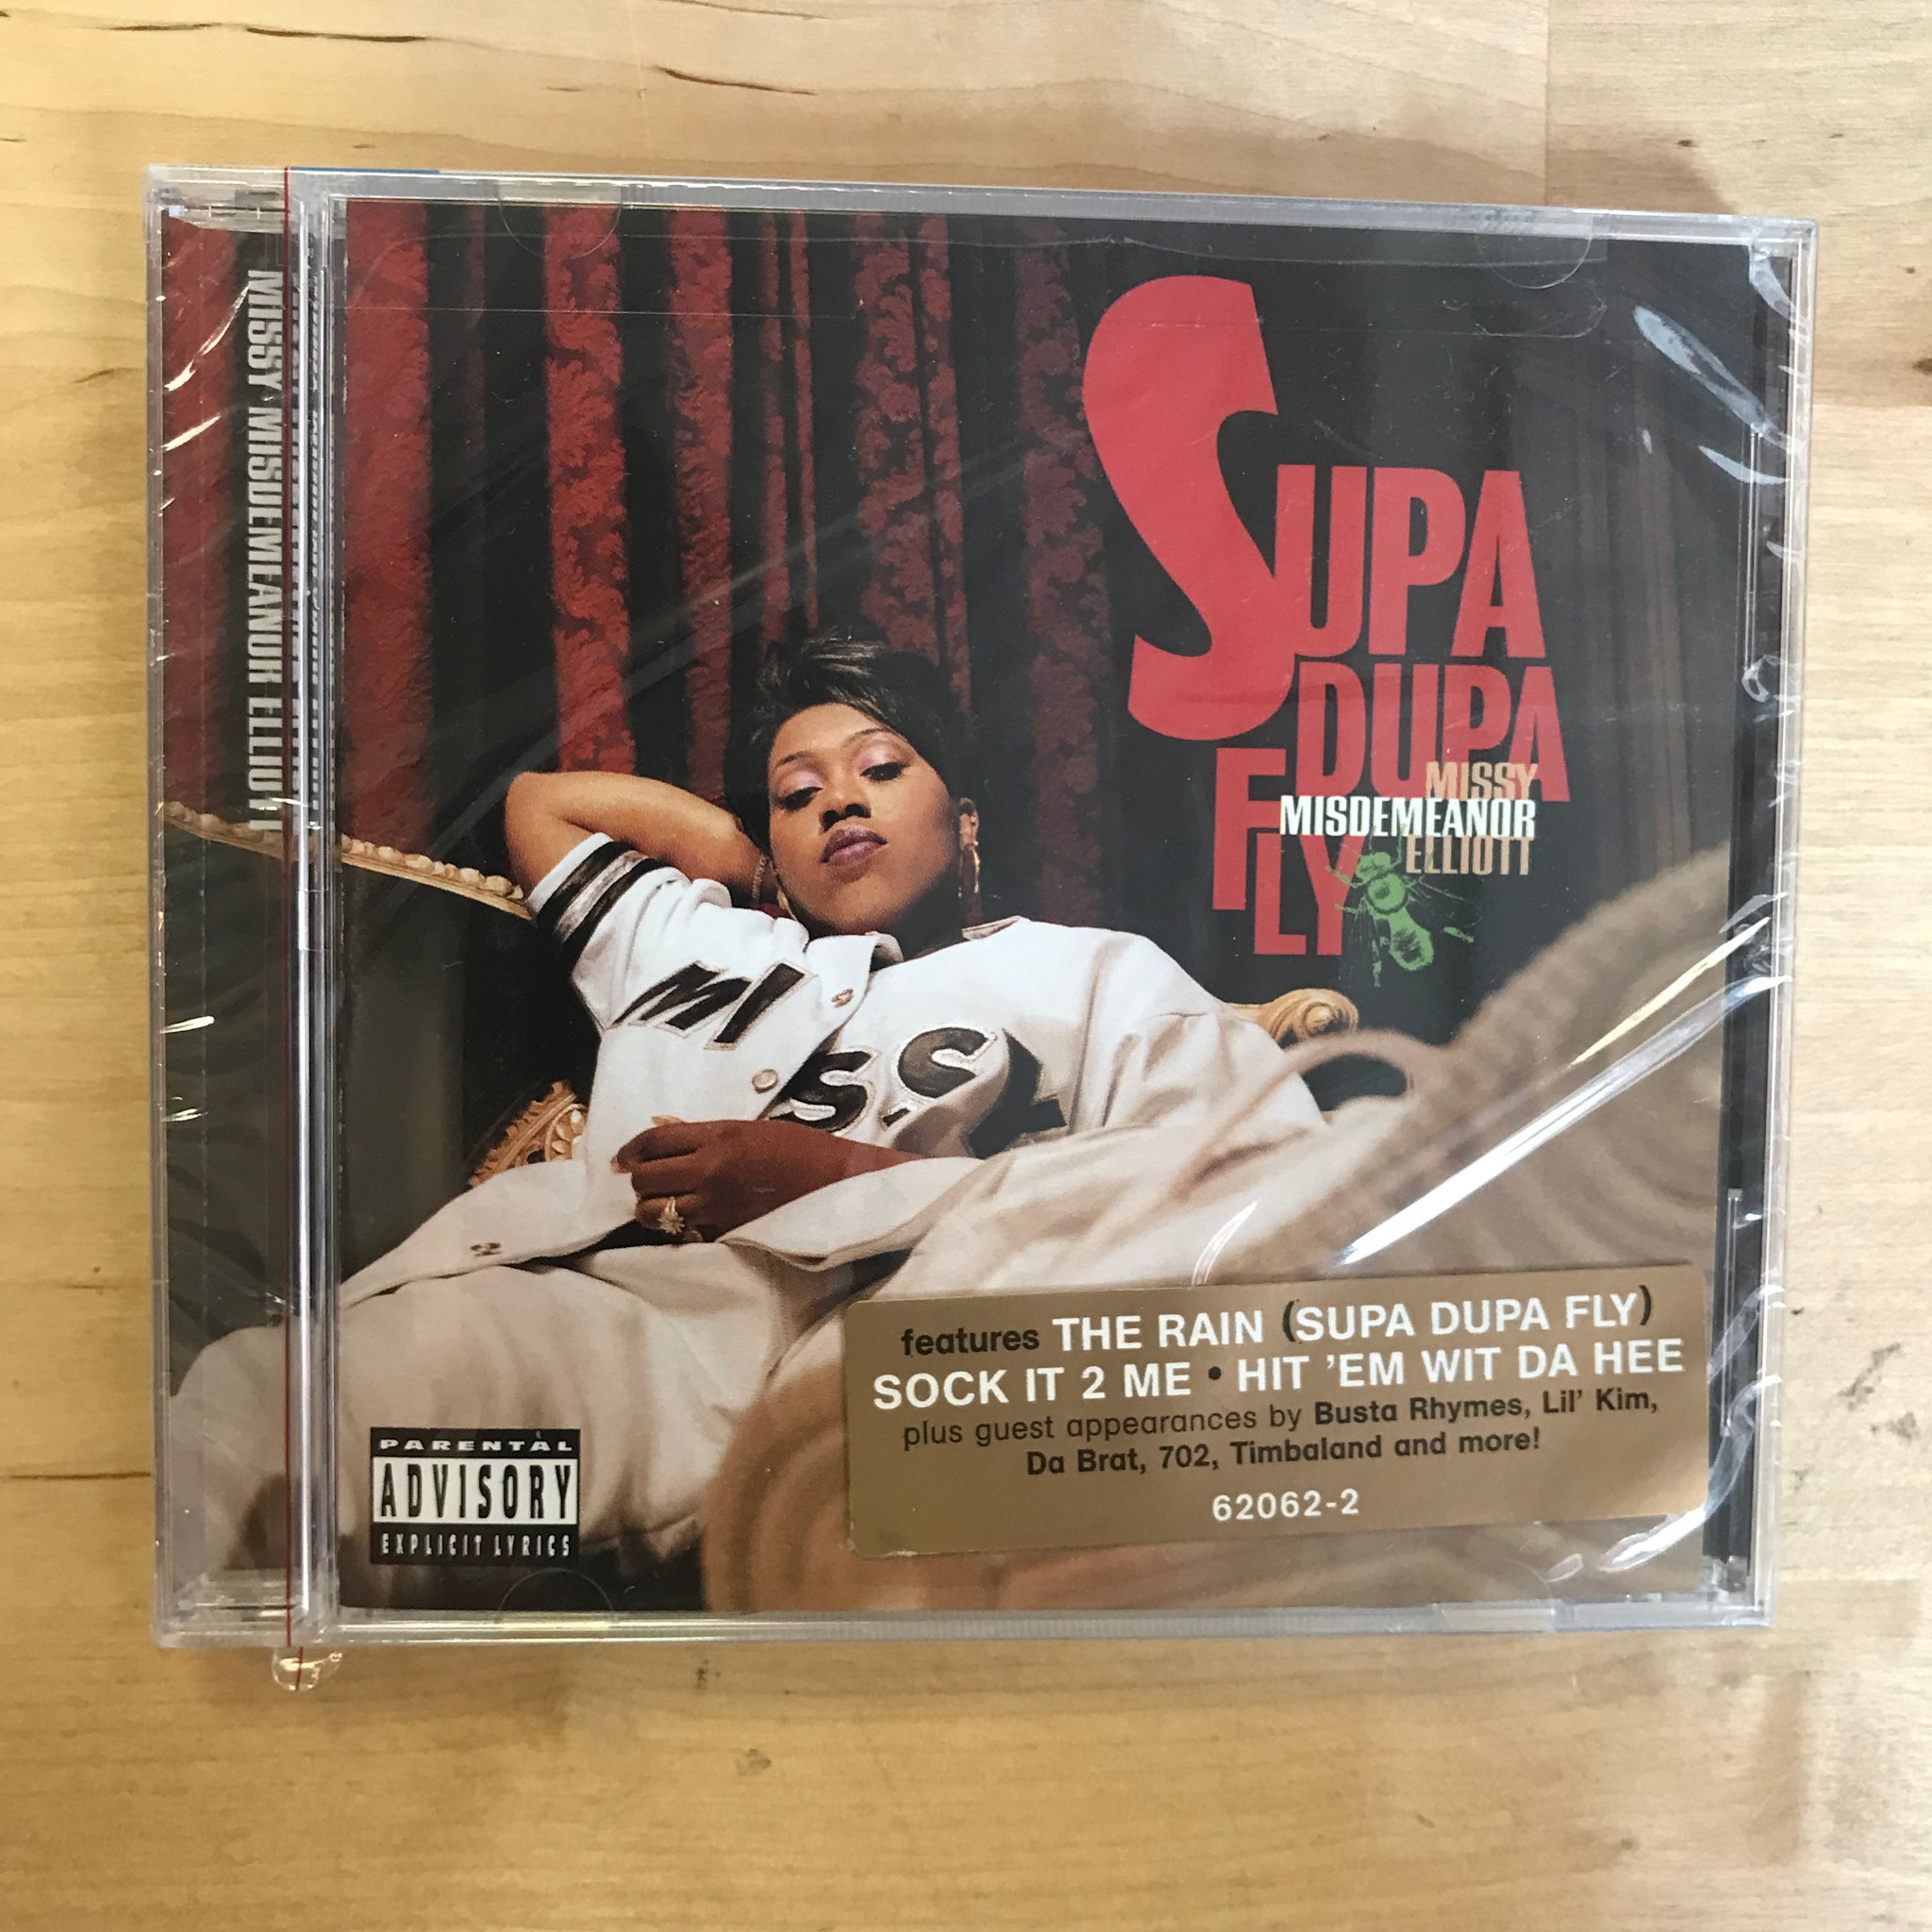 MISSY MISDEMEANOR ELLIOTT
SUPA
DUPA
FLY
MISSY
MISDEMEANOR
ELLIOTT
features THE RAIN (SUPA DUPA FLY)
SOCK IT 2 ME • HIT 'EM WIT DA HEE
plus guest appearances by Busta Rhymes, Lil' Kim,
Da Brat, 702, Timbaland and more!
62062-2
PARENTAL
ADVISORY
EXPLICIT LYRICS